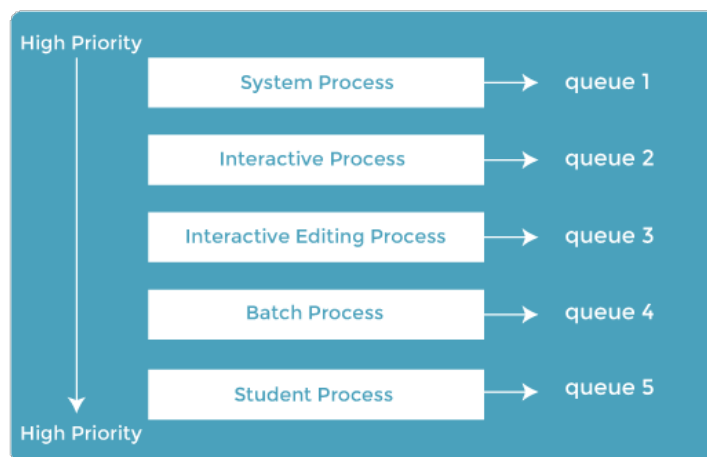 High Priority
System Process queue 1
Interactive Process queue 2
Interactive Editing Process queue 3
Batch Process queue 4
Student Process queue 5
High Priority